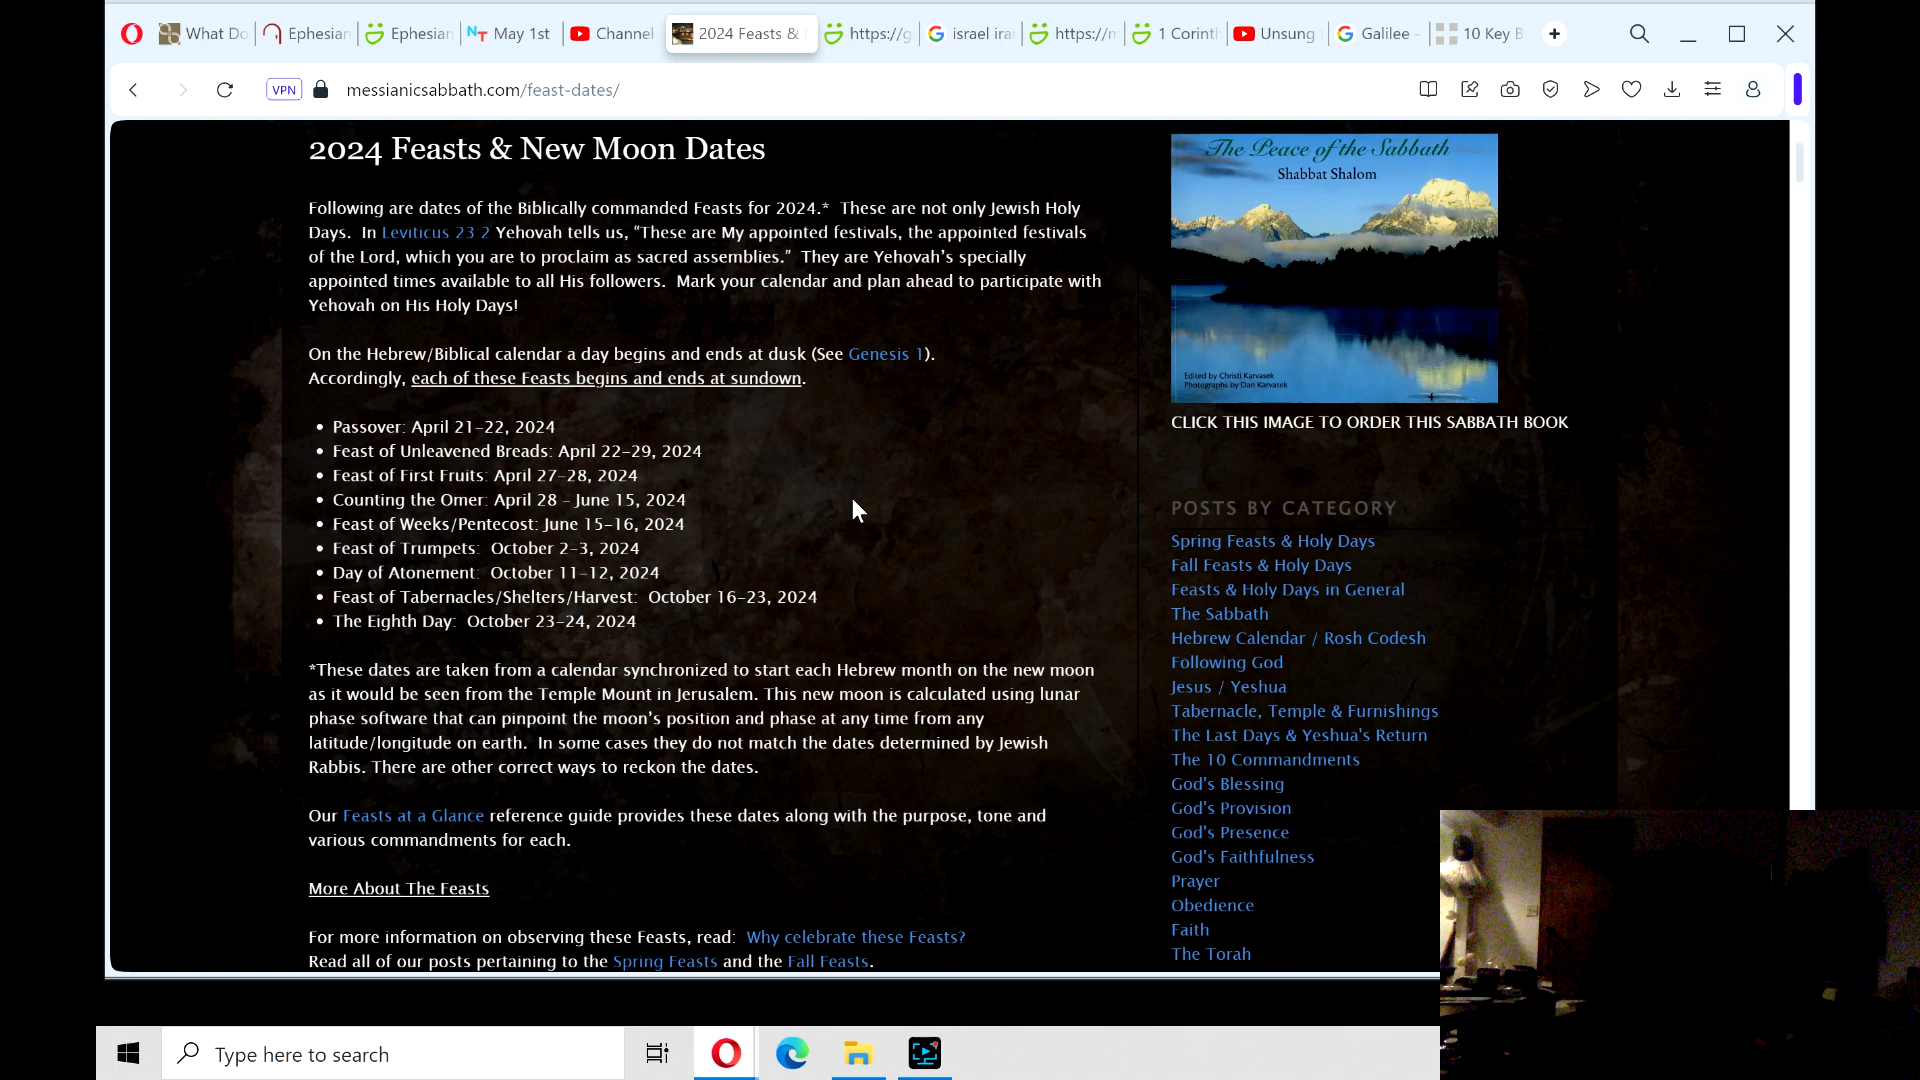 What Do
Ephesian
Ephesian
NT May 1st
Channel
2024 Feasts &
https://g
israel ira
https://m
1 Corint
Unsung
Galilee -
10 Key B
VPN
messianicsabbath.com/feast-dates/
2024 Feasts & New Moon Dates
Following are dates of the Biblically commanded Feasts for 2024.* These are not only Jewish Holy
Days. In Leviticus 23:2 Yehovah tells us, “These are My appointed festivals, the appointed festivals
of the Lord, which you are to proclaim as sacred assemblies.” They are Yehovah’s specially
appointed times available to all His followers. Mark your calendar and plan ahead to participate with
Yehovah on His Holy Days!
On the Hebrew/Biblical calendar a day begins and ends at dusk (See Genesis 1).
Accordingly, each of these Feasts begins and ends at sundown.
• Passover: April 21-22, 2024
• Feast of Unleavened Breads: April 22-29, 2024
• Feast of First Fruits: April 27-28, 2024
• Counting the Omer: April 28 – June 15, 2024
• Feast of Weeks/Pentecost: June 15-16, 2024
• Feast of Trumpets: October 2-3, 2024
• Day of Atonement: October 11-12, 2024
• Feast of Tabernacles/Shelters/Harvest: October 16-23, 2024
• The Eighth Day: October 23-24, 2024
*These dates are taken from a calendar synchronized to start each Hebrew month on the new moon
as it would be seen from the Temple Mount in Jerusalem. This new moon is calculated using lunar
phase software that can pinpoint the moon’s position and phase at any time from any
latitude/longitude on earth. In some cases they do not match the dates determined by Jewish
Rabbis. There are other correct ways to reckon the dates.
Our Feasts at a Glance reference guide provides these dates along with the purpose, tone and
various commandments for each.
More About The Feasts
For more information on observing these Feasts, read: Why celebrate these Feasts?
Read all of our posts pertaining to the Spring Feasts and the Fall Feasts.
The Peace of the Sabbath
Shabbat Shalom
Edited by Christi Karvasek
Photographs by Dan Karvasek
CLICK THIS IMAGE TO ORDER THIS SABBATH BOOK
POSTS BY CATEGORY
Spring Feasts & Holy Days
Fall Feasts & Holy Days
Feasts & Holy Days in General
The Sabbath
Hebrew Calendar / Rosh Codesh
Following God
Jesus / Yeshua
Tabernacle, Temple & Furnishings
The Last Days & Yeshua's Return
The 10 Commandments
God's Blessing
God's Provision
God's Presence
God's Faithfulness
Prayer
Obedience
Faith
The Torah
Type here to search